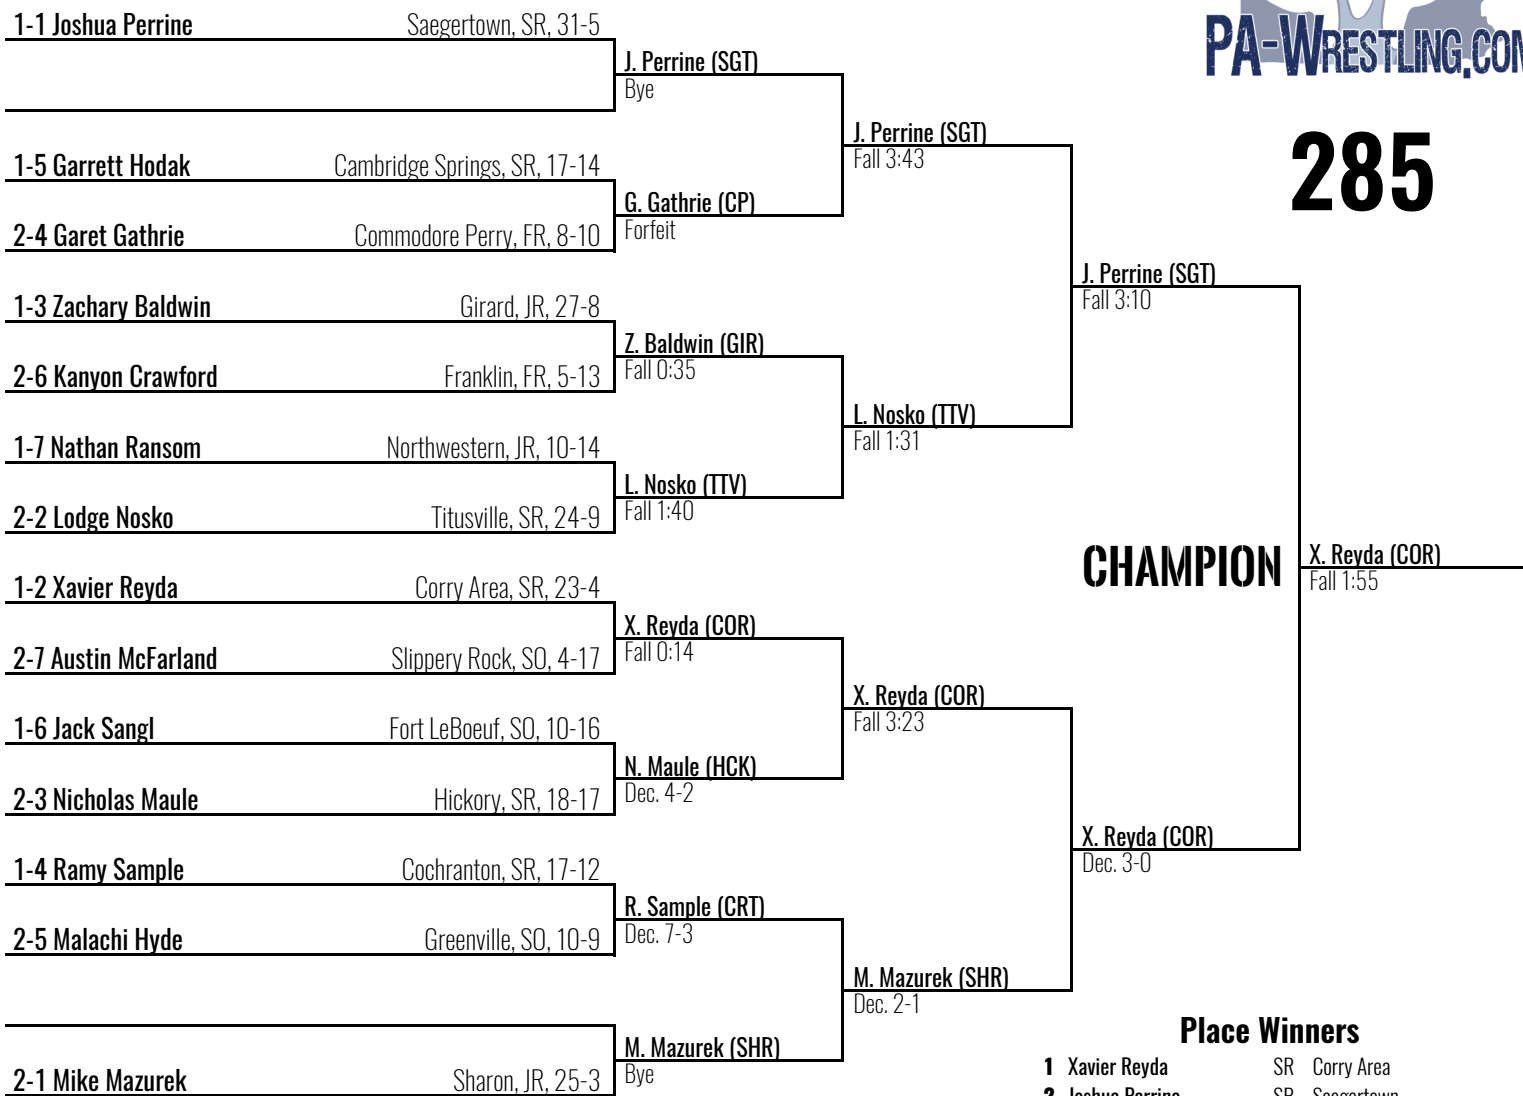 1-1 Joshua Perrine Saegertown, SR, 31-5
J. Perrine (SGT)
Bye
1-5 Garrett Hodak Cambridge Springs, SR, 17-14
2-4 Garet Gathrie Commodore Perry, FR, 8-10
G. Gathrie (CP)
Forfeit
J. Perrine (SGT)
Fall 3:43
1-3 Zachary Baldwin Girard, JR, 27-8
2-6 Kanyon Crawford Franklin, FR, 5-13
Z. Baldwin (GIR)
Fall 0:35
1-7 Nathan Ransom Northwestern, JR, 10-14
2-2 Lodge Nosko Titusville, SR, 24-9
L. Nosko (TTV)
Fall 1:40
L. Nosko (TTV)
Fall 1:31
J. Perrine (SGT)
Fall 3:10
1-2 Xavier Reyda Corry Area, SR, 23-4
2-7 Austin McFarland Slippery Rock, SO, 4-17
X. Reyda (COR)
Fall 0:14
1-6 Jack Sangl Fort LeBoeuf, SO, 10-16
2-3 Nicholas Maule Hickory, SR, 18-17
N. Maule (HCK)
Dec. 4-2
X. Reyda (COR)
Fall 3:23
1-4 Ramy Sample Cochranton, SR, 17-12
2-5 Malachi Hyde Greenville, SO, 10-9
R. Sample (CRT)
Dec. 7-3
2-1 Mike Mazurek Sharon, JR, 25-3
M. Mazurek (SHR)
Bye
M. Mazurek (SHR)
Dec. 2-1
X. Reyda (COR)
Dec. 3-0
PA-WRESTLING.COM
285
CHAMPION
X. Reyda (COR)
Fall 1:55
Place Winners
1 Xavier Reyda SR Corry Area
2 Joshua Perrine SR Saegertown